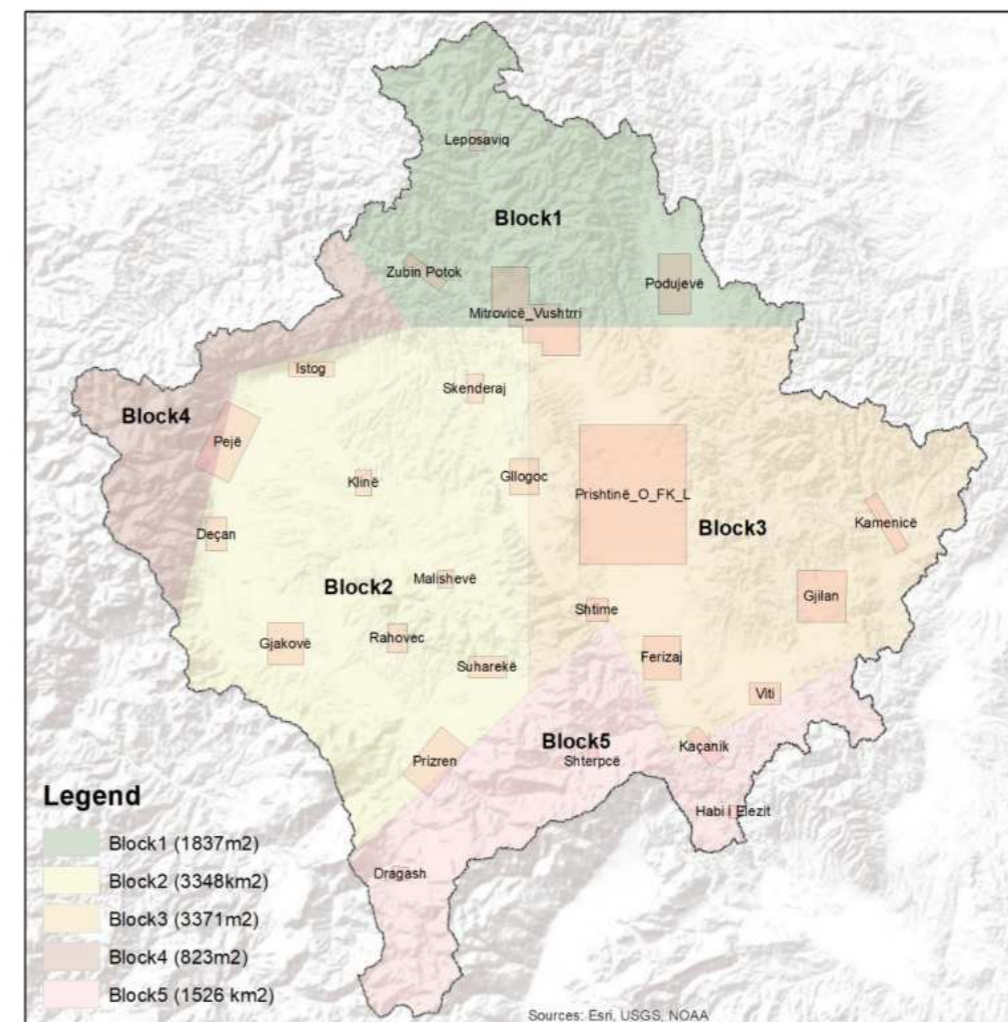 Leposaviq
Block1
Zubin Potok
Podujevë
Mitrovicë_Vushtrri
Istog
Skenderaj
Block4
Pejë
Klinë
Gllogoc
Prishtinë_O_FK_L
Kamenicë
Block3
Deçan
Malishevë
Block2
Gjilan
Shtime
Rahovec
Gjakovë
Ferizaj
Suharekë
Viti
Block5
Kaçanik
Prizren
Shterpcë
Habi i Elezit
Dragash
Legend
Block1 (1837m2)
Block2 (3348km2)
Block3 (3371m2)
Block4 (823m2)
Block5 (1526 km2)
Sources: Esri, USGS, NOAA